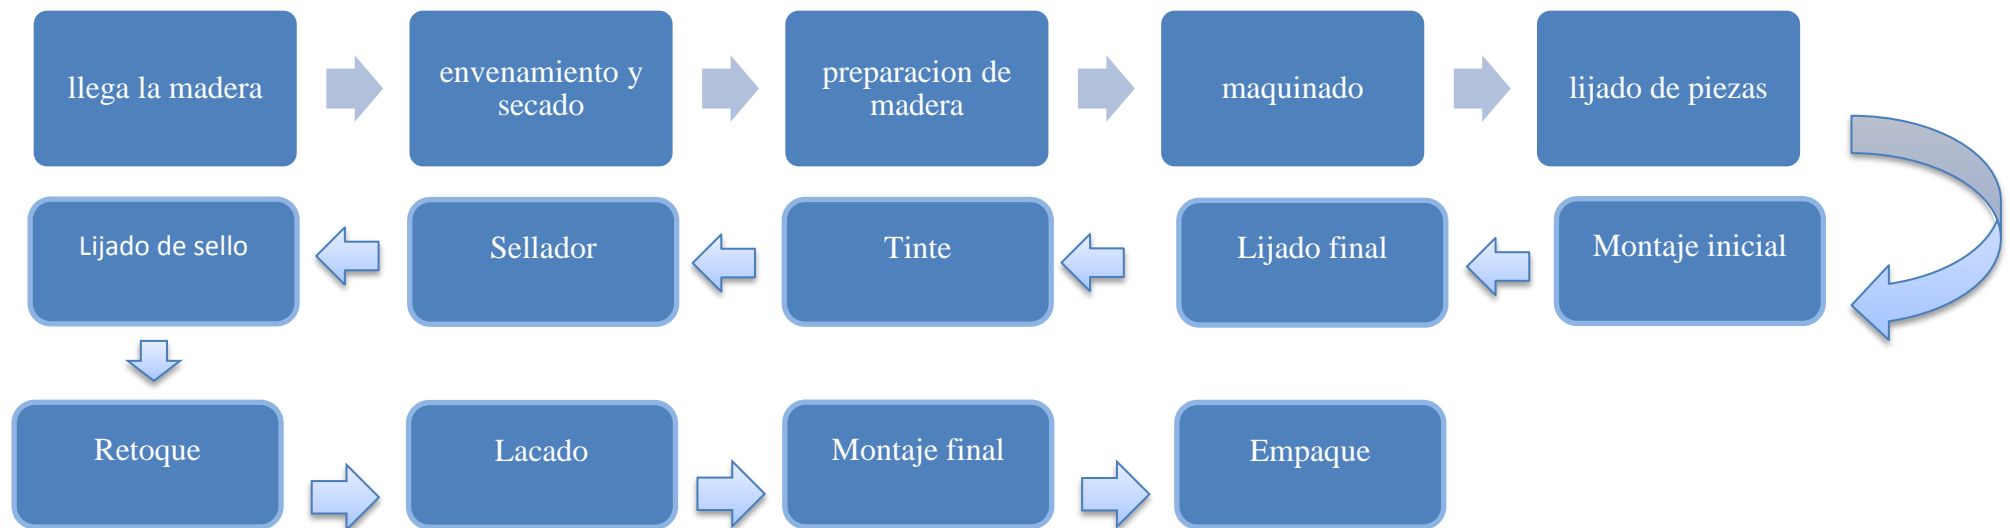 llega la madera
envenamiento y
secado
preparacion de
madera
maquinado
lijado de piezas
Montaje inicial
Lijado final
Tinte
Sellador
Lijado de sello
Retoque
Lacado
Montaje final
Empaque